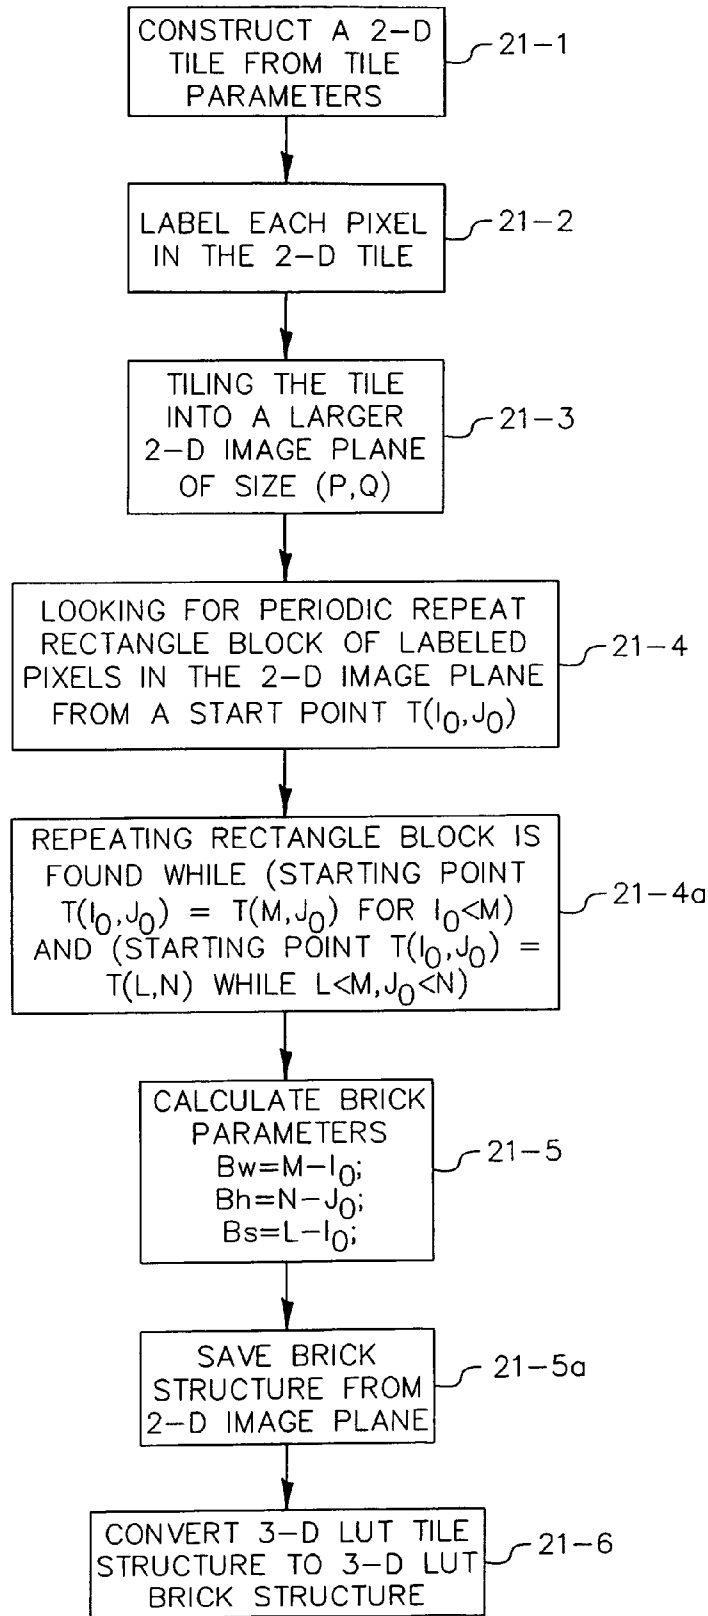 CONSTRUCT A 2-D
TILE FROM TILE
PARAMETERS
21-1
LABEL EACH PIXEL
IN THE 2-D TILE
21-2
TILING THE TILE
INTO A LARGER
2-D IMAGE PLANE
OF SIZE (P,Q)
21-3
LOOKING FOR PERIODIC REPEAT
RECTANGLE BLOCK OF LABELED
PIXELS IN THE 2-D IMAGE PLANE
FROM A START POINT T(I₀,J₀)
21-4
REPEATING RECTANGLE BLOCK IS
FOUND WHILE (STARTING POINT
T(I₀,J₀) = T(M,J₀) FOR I₀<M)
AND (STARTING POINT T(I₀,J₀) =
T(L,N) WHILE L<M,J₀<N)
21-4a
CALCULATE BRICK
PARAMETERS
Bw=M-I₀;
Bh=N-J₀;
Bs=L-I₀;
21-5
SAVE BRICK
STRUCTURE FROM
2-D IMAGE PLANE
21-5a
CONVERT 3-D LUT TILE
STRUCTURE TO 3-D LUT
BRICK STRUCTURE
21-6